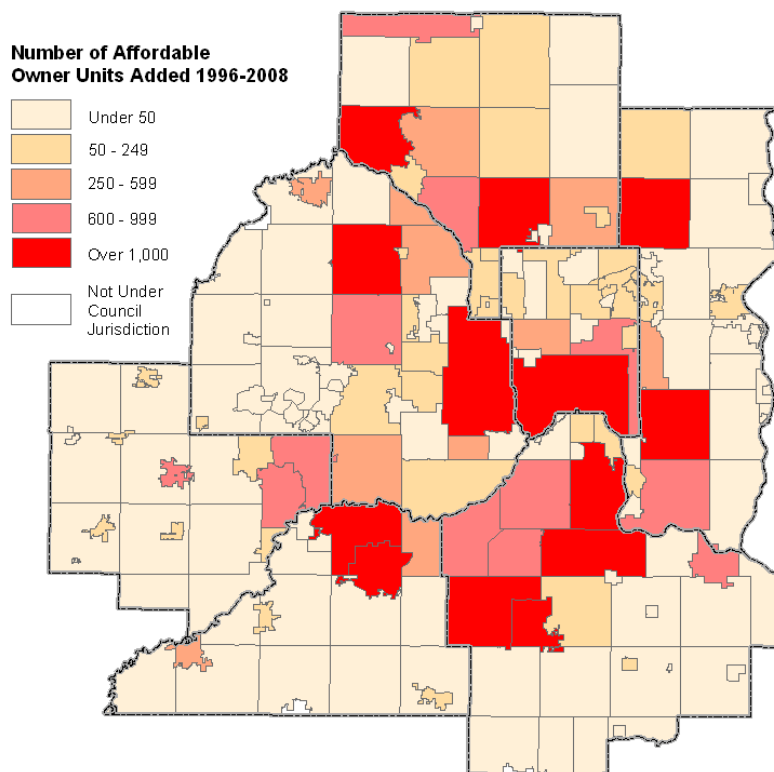 Number of Affordable
Owner Units Added 1996-2008
Under 50
50 - 249
250 - 599
600 - 999
Over 1,000
Not Under
Council
Jurisdiction